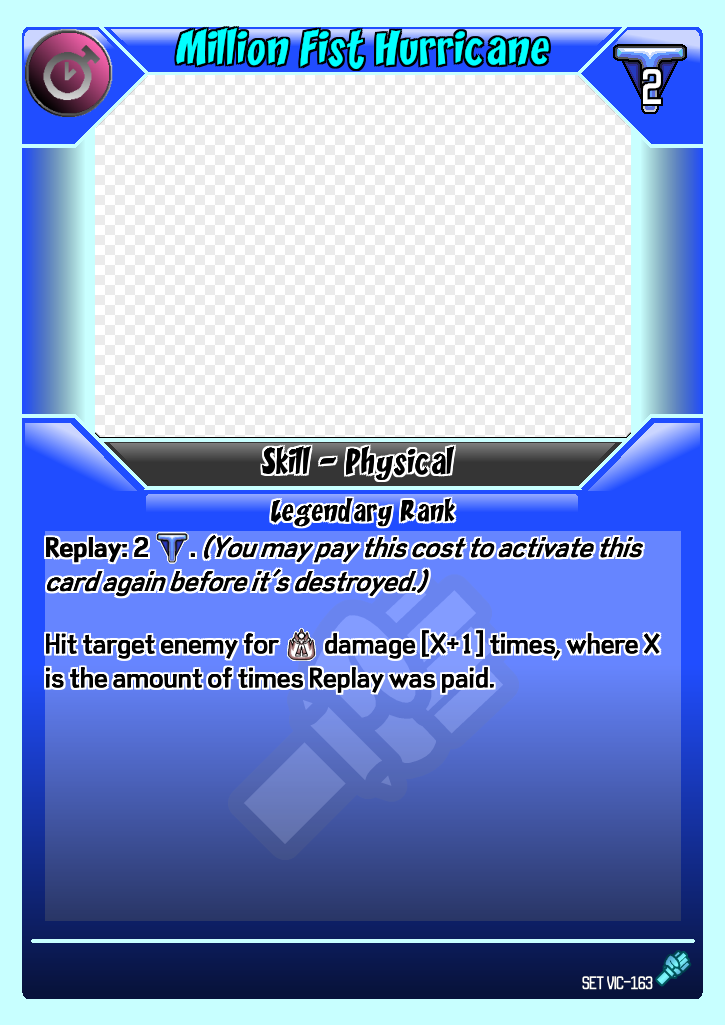 Million Fist Hurricane
2
Skill - Physical
Legendary Rank
Replay: 2 T. (You may pay this cost to activate this
card again before it's destroyed.)
Hit target enemy for damage [X+1] times, where X
is the amount of times Replay was paid.
SET VIC-163